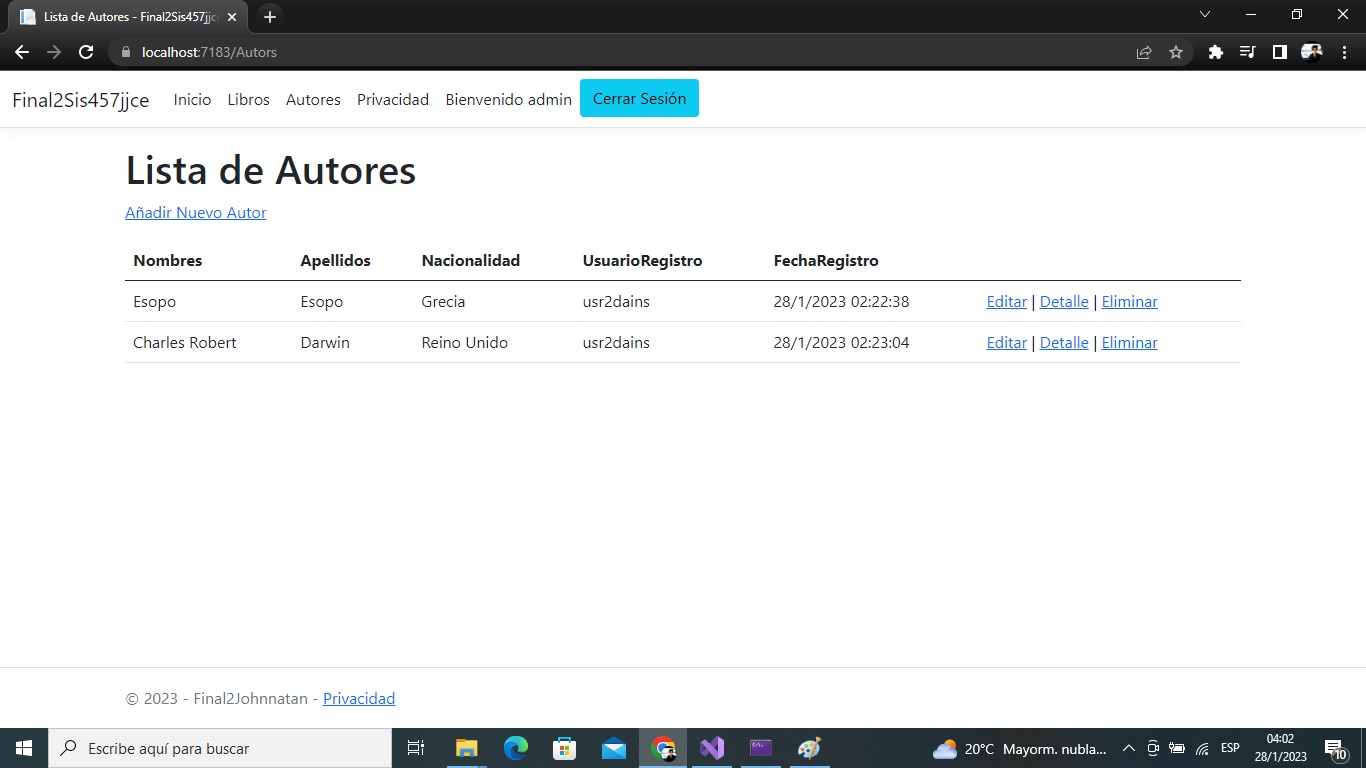 Lista de Autores - Final2Sis457jjc
localhost:7183/Autors
Final2Sis457jjce Inicio Libros Autores Privacidad Bienvenido admin Cerrar Sesión
Lista de Autores
Añadir Nuevo Autor
Nombres Apellidos Nacionalidad UsuarioRegistro FechaRegistro
Esopo Esopo Grecia usr2dains 28/1/2023 02:22:38 Editar | Detalle | Eliminar
Charles Robert Darwin Reino Unido usr2dains 28/1/2023 02:23:04 Editar | Detalle | Eliminar
© 2023 - Final2Johnnatan - Privacidad
Escribe aquí para buscar
20°C Mayorm. nubla... ESP
04:02
28/1/2023
10